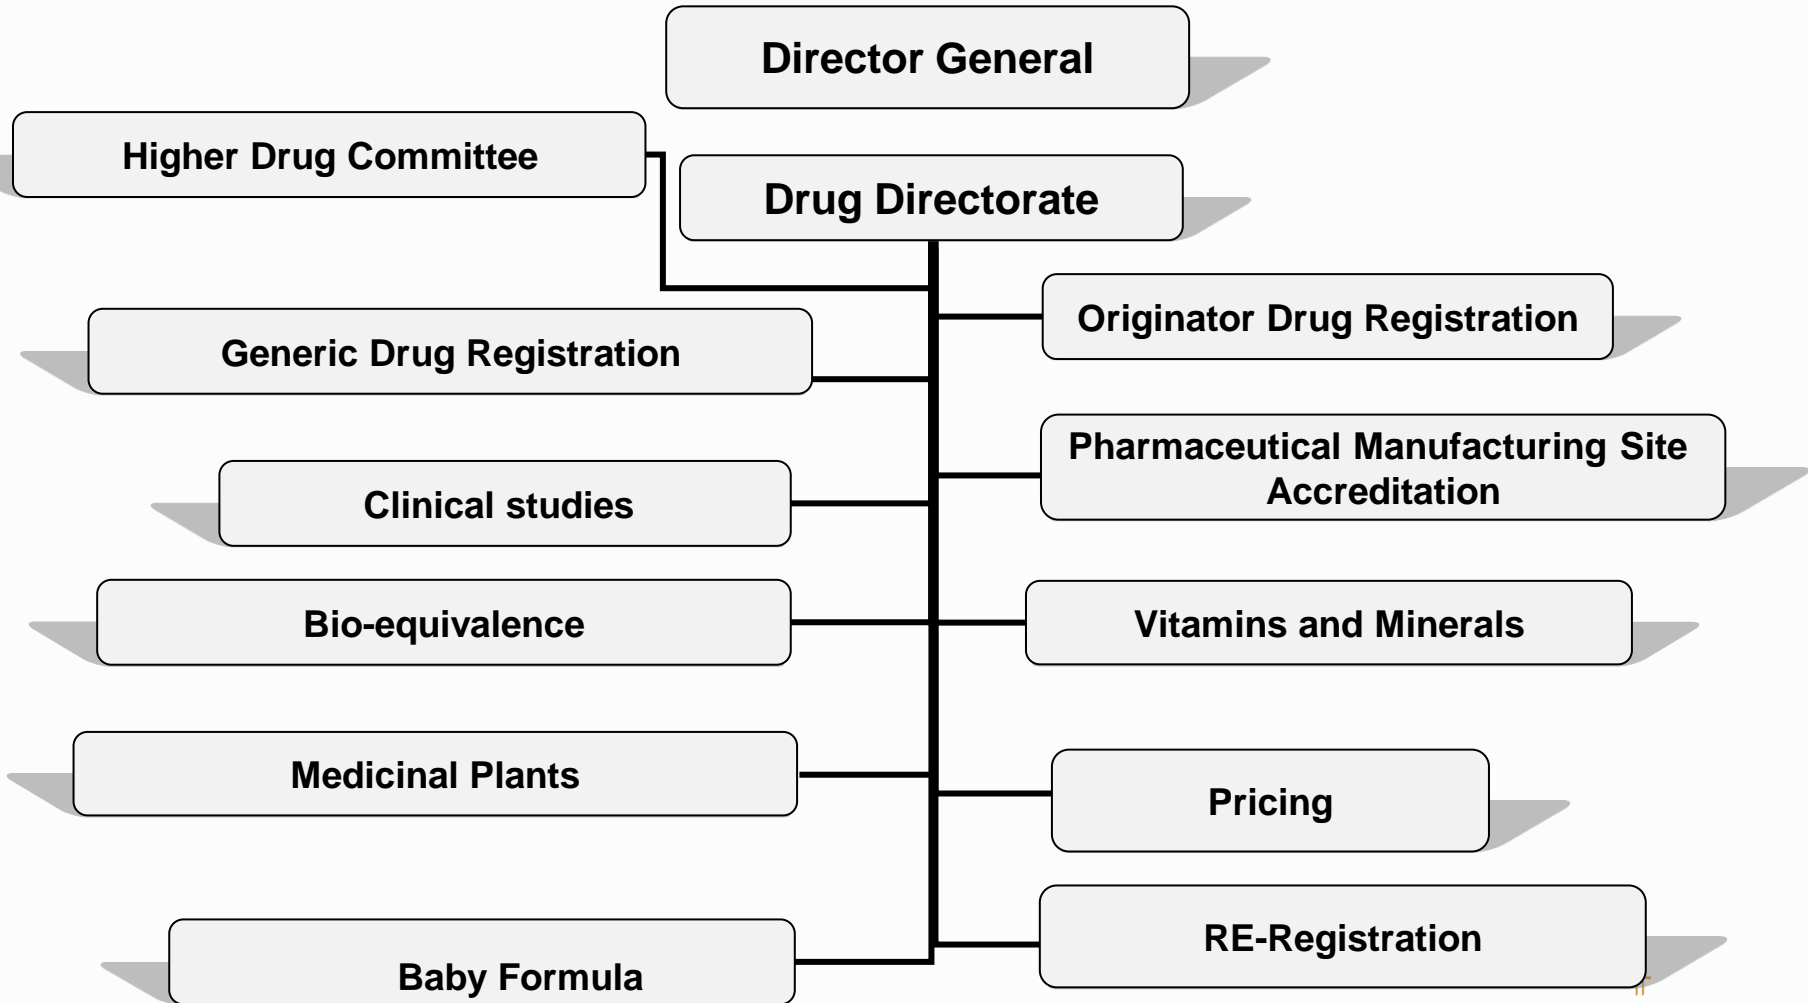 Director General
Higher Drug Committee
Drug Directorate
Originator Drug Registration
Generic Drug Registration
Pharmaceutical Manufacturing Site
Accreditation
Clinical studies
Bio-equivalence
Vitamins and Minerals
Medicinal Plants
Pricing
RE-Registration
Baby Formula